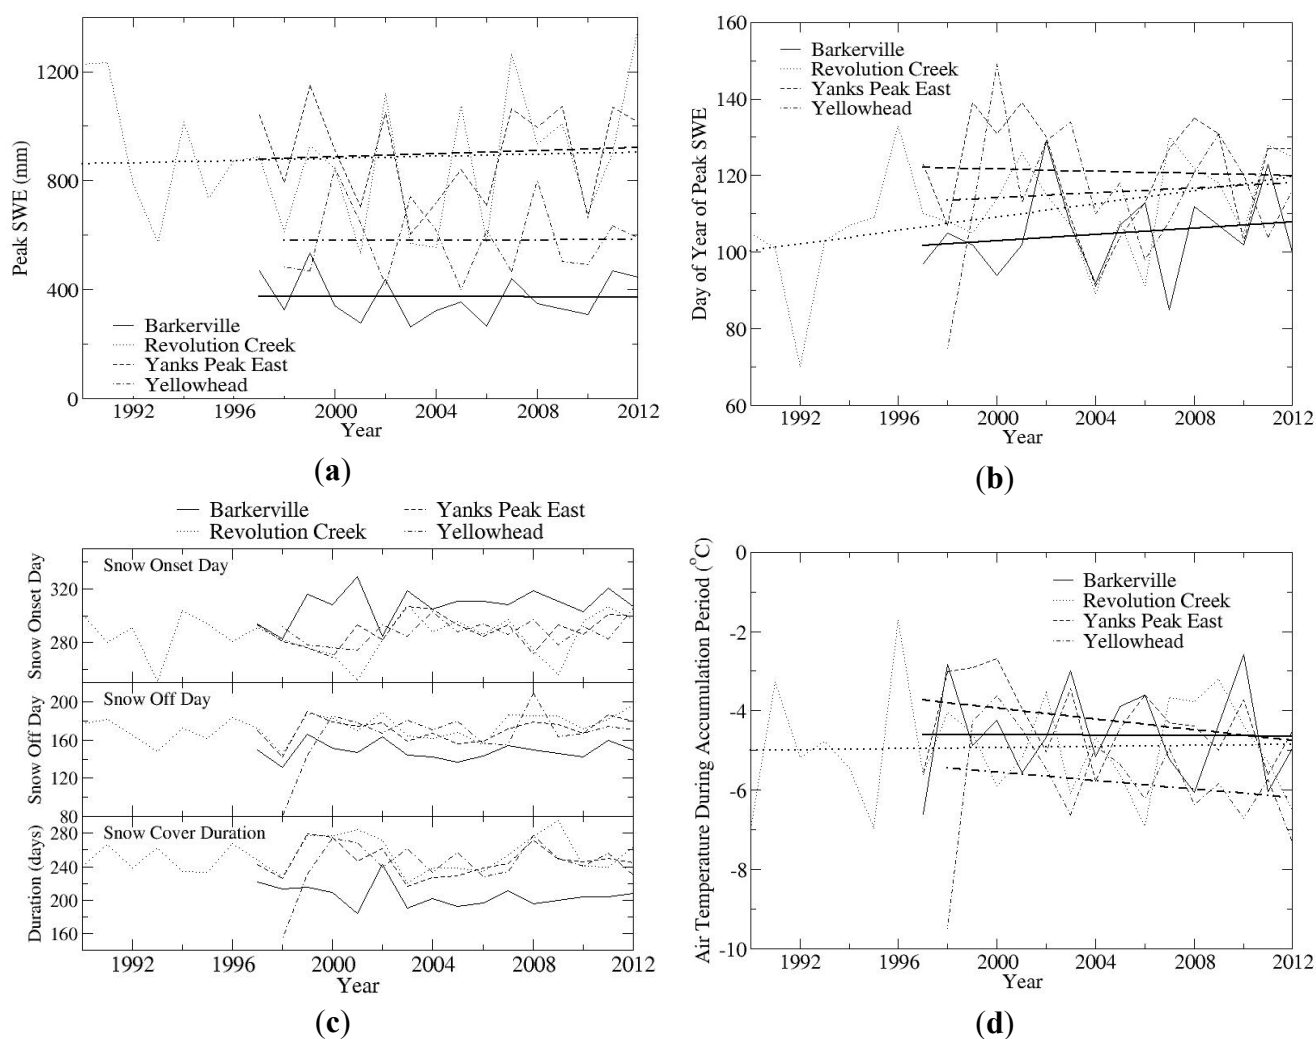 1200
800
400
0
Peak SWE (mm)
Barkerville
Revolution Creek
Yanks Peak East
Yellowhead
1992 1996 2000 2004 2008 2012
Year
(a)
160
140
120
100
80
60
Day of Year of Peak SWE
Barkerville
Revolution Creek
Yanks Peak East
Yellowhead
1992 1996 2000 2004 2008 2012
Year
(b)
Barkerville Yanks Peak East
Revolution Creek Yellowhead
Snow Onset Day
Snow Onset Day
320
280
Snow Off Day
Snow Off Day
200
160
120
80
Snow Cover Duration
Duration (days)
280
240
200
160
1992 1996 2000 2004 2008 2012
Year
(c)
0
-2
-4
-6
-8
-10
Air Temperature During Accumulation Period (°C)
Barkerville
Revolution Creek
Yanks Peak East
Yellowhead
1992 1996 2000 2004 2008 2012
Year
(d)